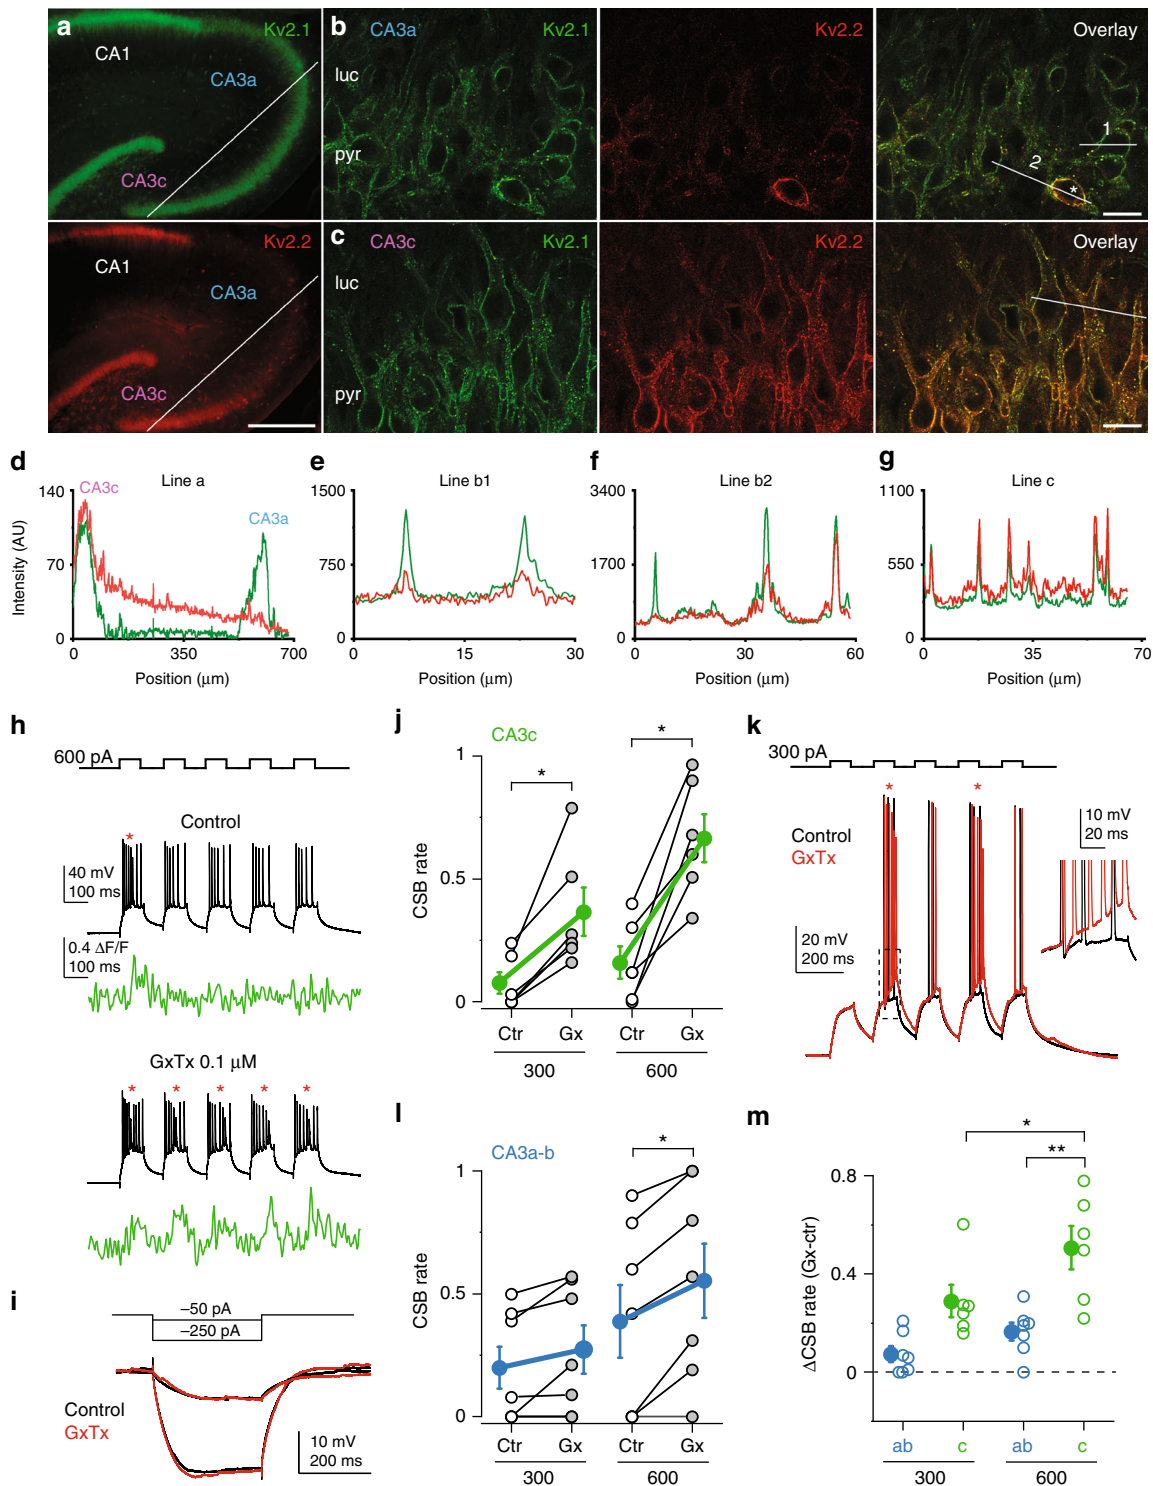 a
Kv2.1
CA1
CA3a
CA3c
b
CA3a
Kv2.1
Kv2.2
Overlay
luc
pyr
1
2
*
Kv2.2
CA1
CA3a
CA3c
c
CA3c
Kv2.1
Kv2.2
Overlay
luc
pyr
d
Line a
CA3c
CA3a
140
70
0
Intensity (AU)
0
350
700
Position (μm)
e
Line b1
1500
750
0
0
15
30
Position (μm)
f
Line b2
3400
1700
0
0
30
60
Position (μm)
g
Line c
1100
550
0
0
35
70
Position (μm)
h
600 pA
Control
*
40 mV
100 ms
0.4 ΔF/F
100 ms
GxTx 0.1 μM
* * * * *
i
–50 pA
–250 pA
Control
GxTx
10 mV
200 ms
j
CA3c
*
*
1
0.5
0
CSB rate
Ctr Gx Ctr Gx
300 600
k
300 pA
* *
Control
GxTx
10 mV
20 ms
20 mV
200 ms
l
CA3a-b
*
1
0.5
0
CSB rate
Ctr Gx Ctr Gx
300 600
m
*
**
0.8
0.4
0
ΔCSB rate (Gx-ctr)
ab c ab c
300 600